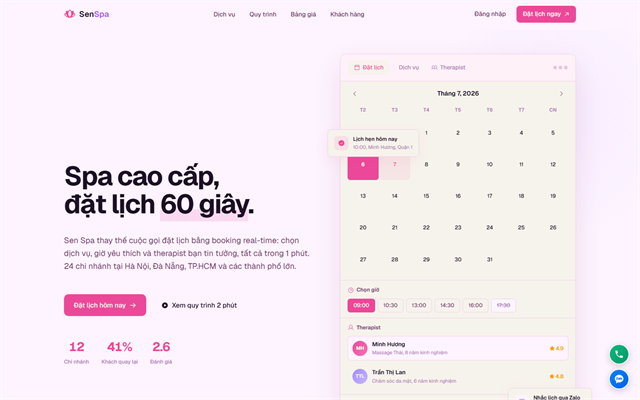 SenSpa
Dịch vụ
Quy trình
Bảng giá
Khách hàng
Đăng nhập
Đặt lịch ngay
Đặt lịch
Dịch vụ
Therapist
Tháng 7, 2026
T2 T3 T4 T5 T6 T7 CN
1 2 3 4 5
Lịch hẹn hôm nay
10:00, Minh Hương, Quận 1
6 7 8 9 10 11 12
13 14 15 16 17 18 19
20 21 22 23 24 25 26
27 28 29 30 31
Spa cao cấp,
đặt lịch 60 giây.
Sen Spa thay thế cuộc gọi đặt lịch bằng booking real-time: chọn
dịch vụ, giờ yêu thích và therapist bạn tin tưởng, tất cả trong 1 phút.
24 chi nhánh tại Hà Nội, Đà Nẵng, TP.HCM và các thành phố lớn.
Đặt lịch hôm nay
Xem quy trình 2 phút
12 41% 2.6
Chi nhánh Khách quay lại Đánh giá
Chọn giờ
09:00 10:30 13:00 14:30 16:00 17:30
Therapist
MH
Minh Hương
Massage Thái, 8 năm kinh nghiệm
4.9
TTL
Trần Thị Lan
Chăm sóc da mặt, 6 năm kinh nghiệm
4.8
Nhắc lịch qua Zalo